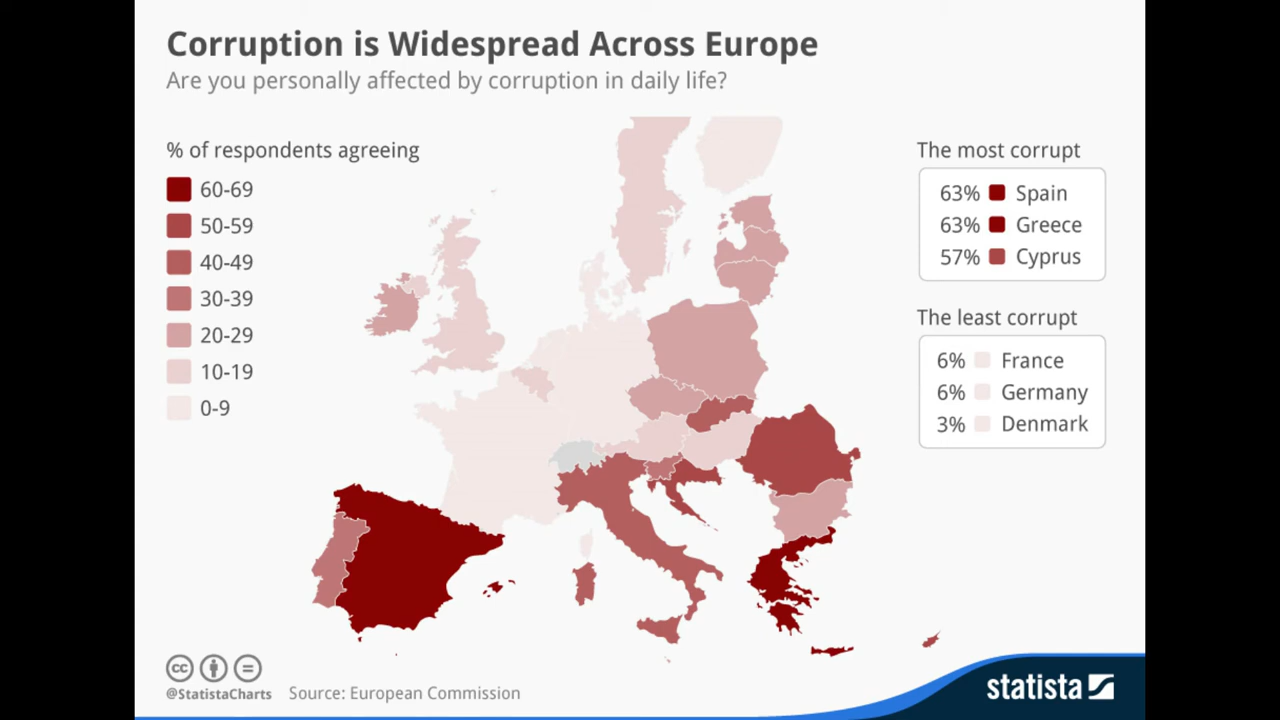 Corruption is Widespread Across Europe
Are you personally affected by corruption in daily life?
% of respondents agreeing
60-69
50-59
40-49
30-39
20-29
10-19
0-9
The most corrupt
63% Spain
63% Greece
57% Cyprus
The least corrupt
6% France
6% Germany
3% Denmark
cc
@StatistaCharts Source: European Commission
statista